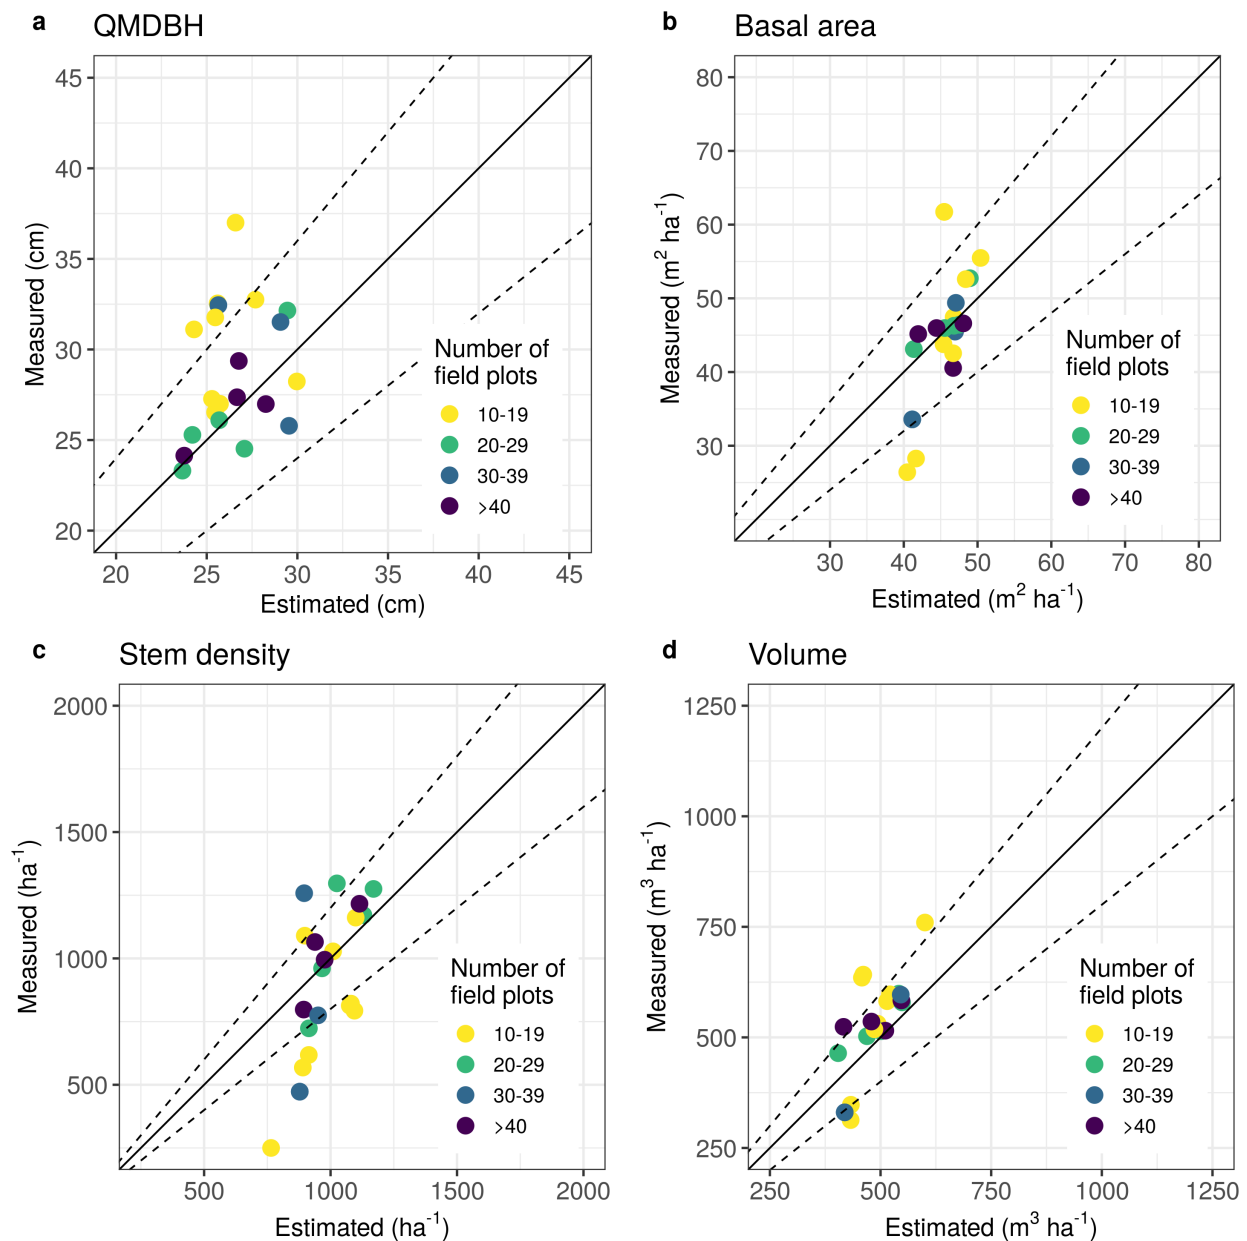 a QMDBH
45
40
35
30
25
20
Measured (cm)
20 25 30 35 40 45
Estimated (cm)
Number of
field plots
10-19
20-29
30-39
>40
b Basal area
80
70
60
50
40
30
Measured (m² ha⁻¹)
30 40 50 60 70 80
Estimated (m² ha⁻¹)
Number of
field plots
10-19
20-29
30-39
>40
c Stem density
2000
1500
1000
500
Measured (ha⁻¹)
500 1000 1500 2000
Estimated (ha⁻¹)
Number of
field plots
10-19
20-29
30-39
>40
d Volume
1250
1000
750
500
250
Measured (m³ ha⁻¹)
250 500 750 1000 1250
Estimated (m³ ha⁻¹)
Number of
field plots
10-19
20-29
30-39
>40